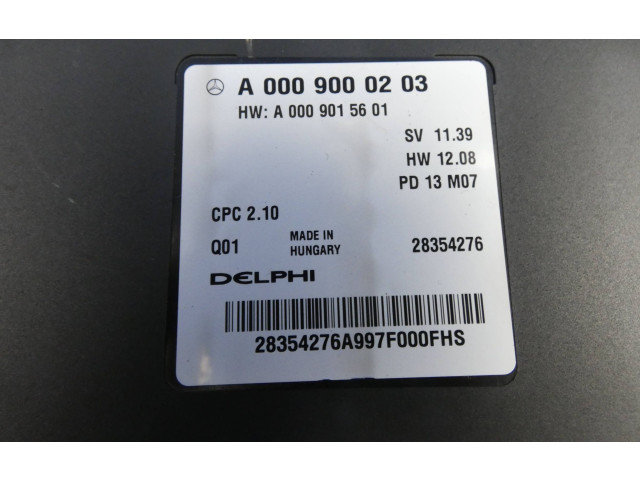 A 000 900 02 03
HW: A 000 901 56 01
SV 11.39
HW 12.08
PD 13 M07
CPC 2.10
Q01 MADE IN HUNGARY 28354276
DELPHI
28354276A997F000FHS